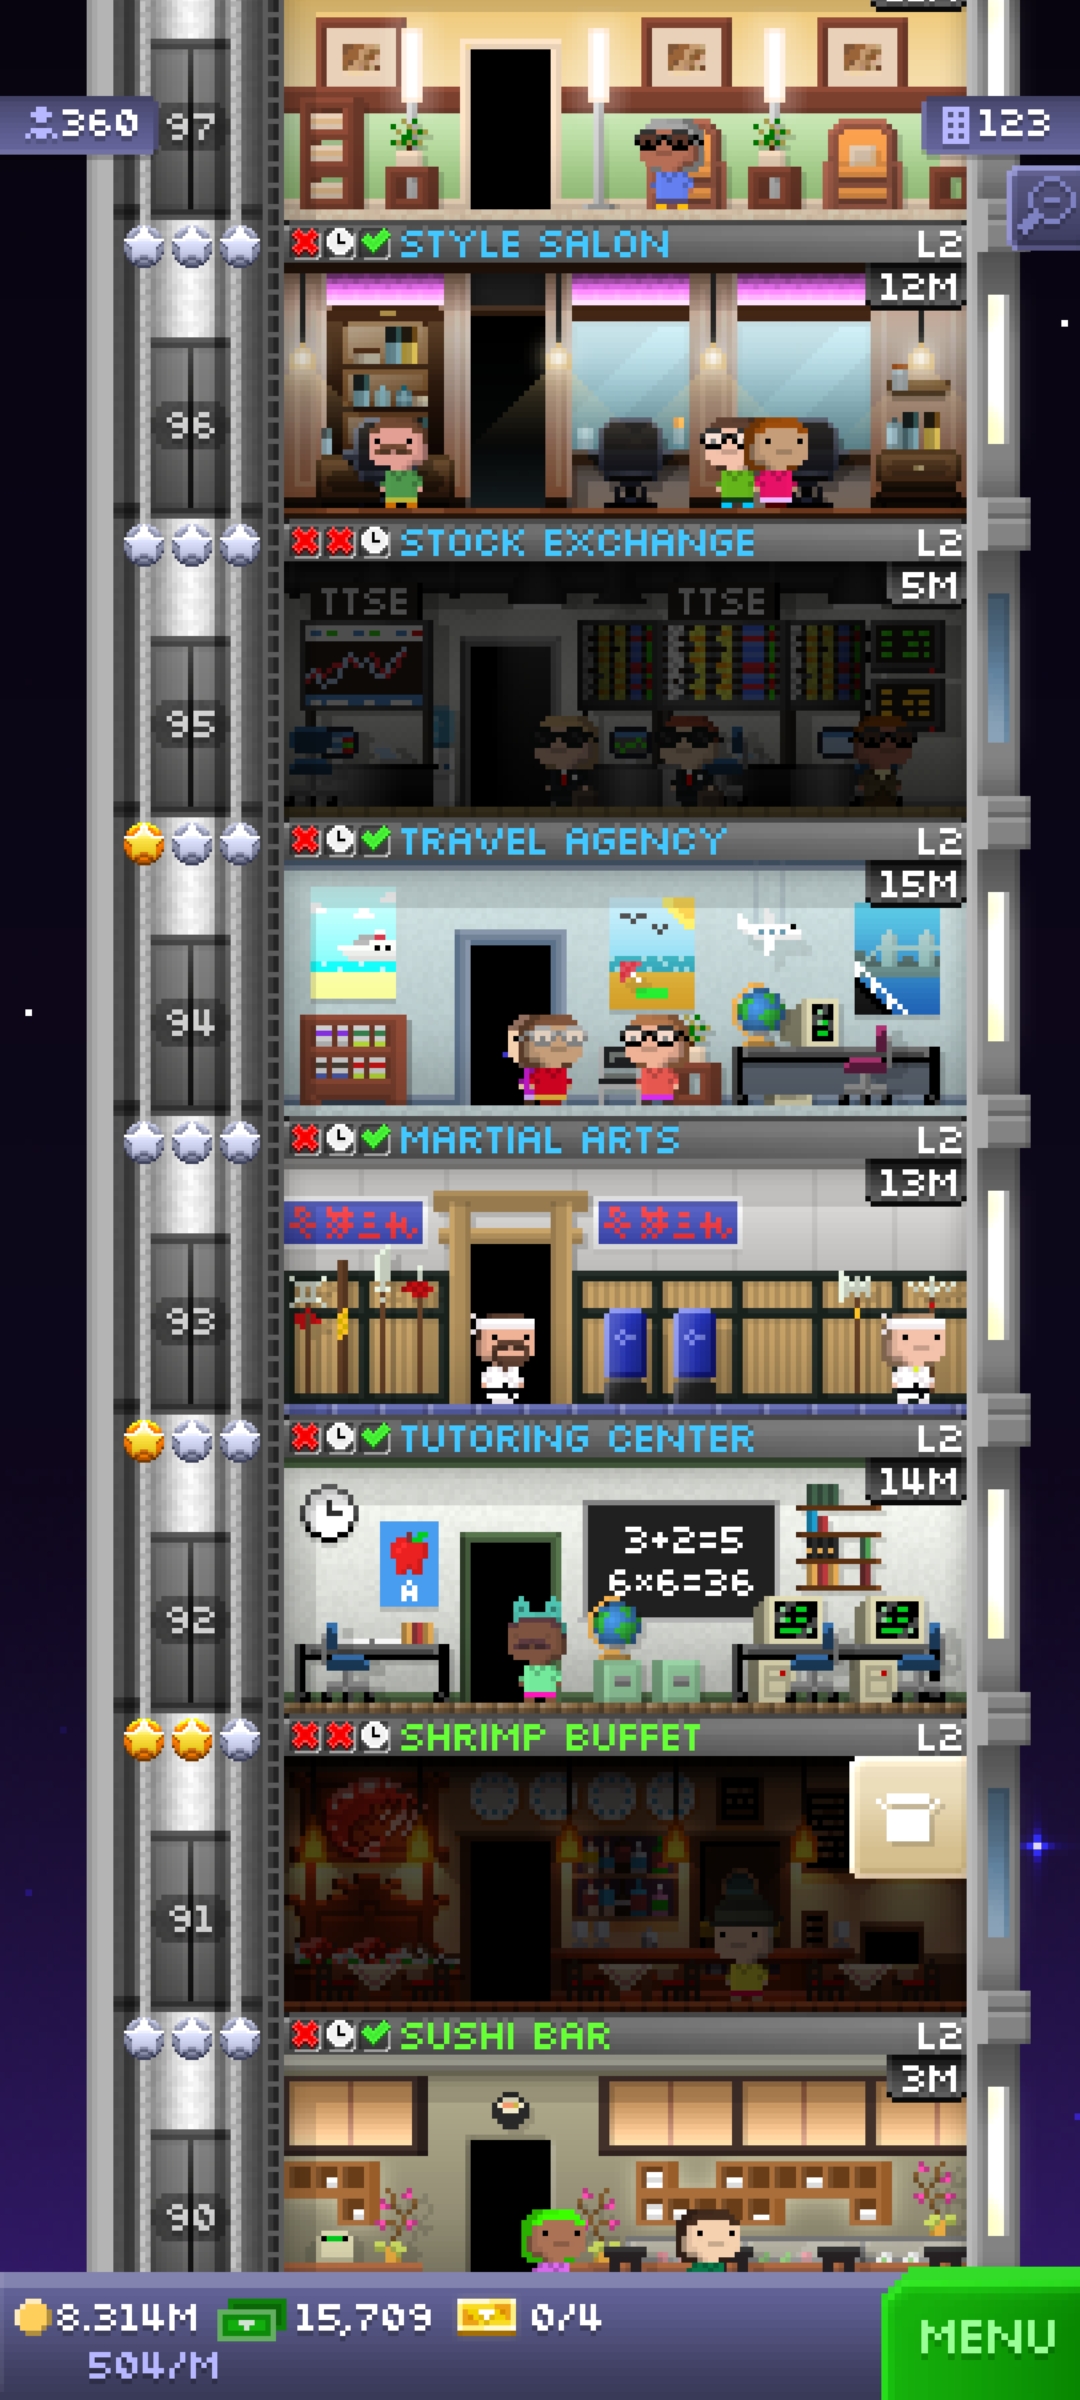 360
97
123
STYLE SALON L2
12M
96
STOCK EXCHANGE L2
5M
TTSE TTSE
95
TRAVEL AGENCY L2
15M
94
MARTIAL ARTS L2
13M
93
TUTORING CENTER L2
14M
3+2=5
6×6=36
A
92
SHRIMP BUFFET L2
91
SUSHI BAR L2
3M
90
8.314M 15,709 0/4
504/M
MENU